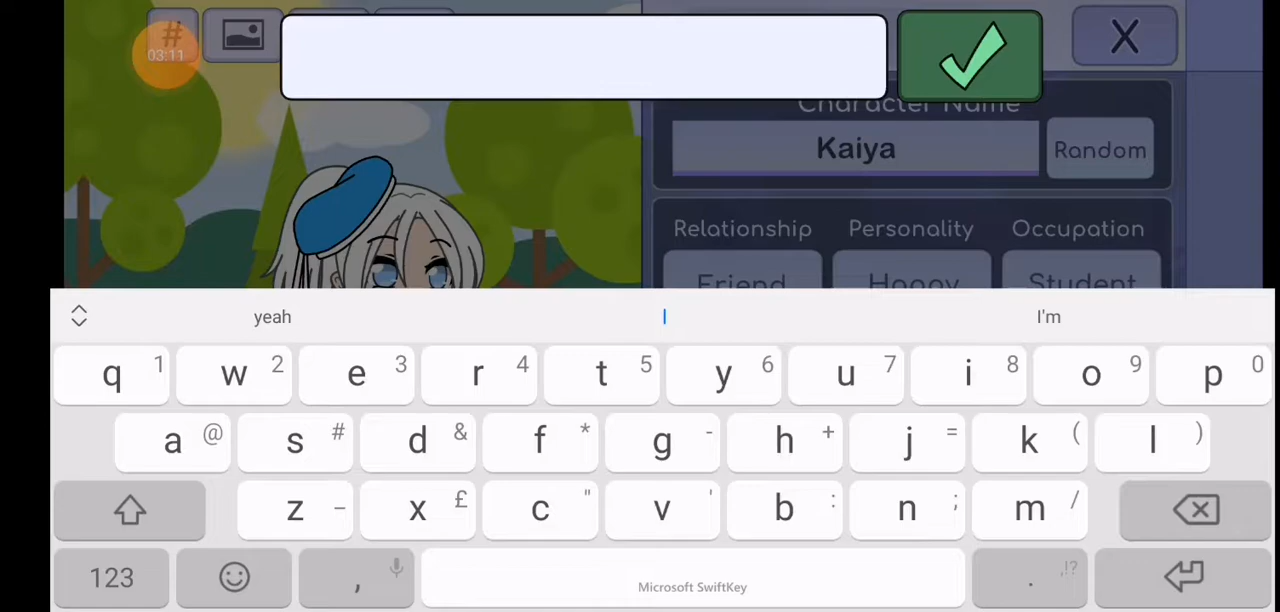 #
03:11
X
Character Name
Kaiya
Random
Relationship Personality Occupation
Friend Happy Student
yeah I I'm
q 1 w 2 e 3 r 4 t 5 y 6 u 7 i 8 o 9 p 0
a @ s # d & f * g - h + j = k ( l )
z _ x £ c " v ' b : n ; m /
123 , . ,!?
Microsoft SwiftKey